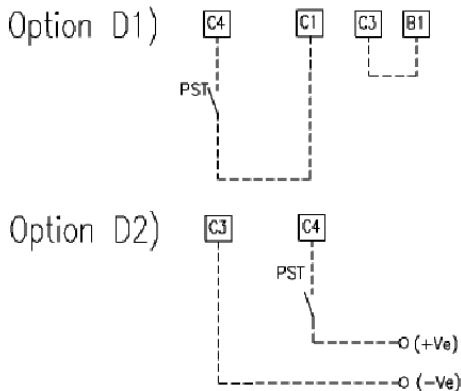 Option D1) C4 C1 C3 B1
PST
Option D2) C3 C4
PST
(+Ve)
(-Ve)